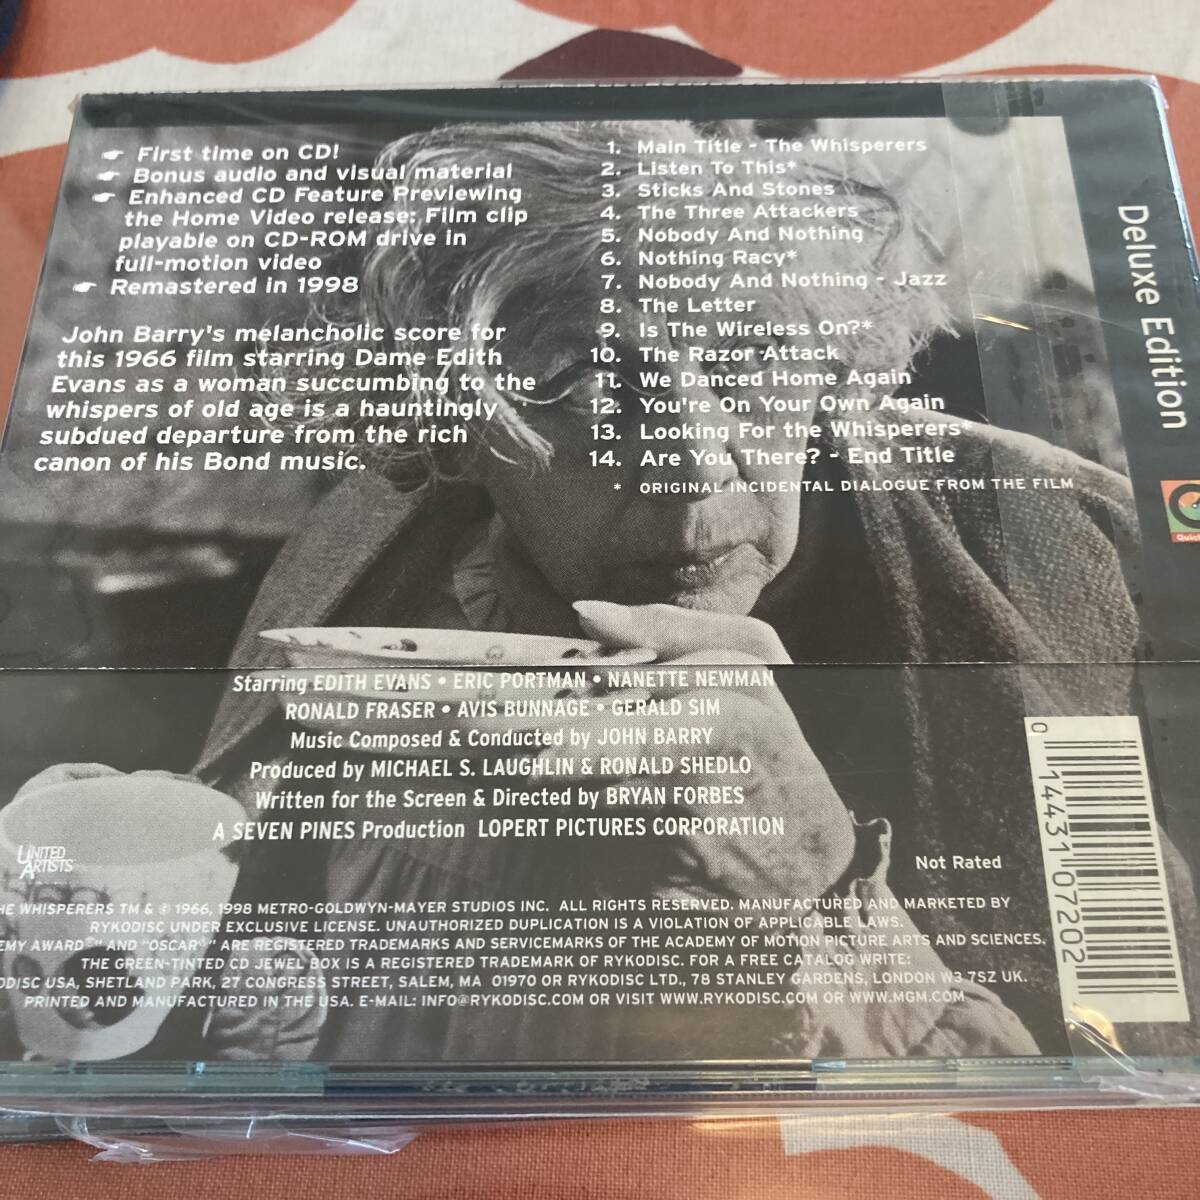 First time on CD!
Bonus audio and visual material
Enhanced CD Feature Previewing
the Home Video release: Film clip
playable on CD-ROM drive in
full-motion video
Remastered in 1998
John Barry's melancholic score for
this 1966 film starring Dame Edith
Evans as a woman succumbing to the
whispers of old age is a hauntingly
subdued departure from the rich
canon of his Bond music.
1. Main Title - The Whisperers
2. Listen To This*
3. Sticks And Stones
4. The Three Attackers
5. Nobody And Nothing
6. Nothing Racy*
7. Nobody And Nothing - Jazz
8. The Letter
9. Is The Wireless On?*
10. The Razor Attack
11. We Danced Home Again
12. You're On Your Own Again
13. Looking For the Whisperers*
14. Are You There? - End Title
* ORIGINAL INCIDENTAL DIALOGUE FROM THE FILM
Deluxe Edition
Starring EDITH EVANS • ERIC PORTMAN • NANETTE NEWMAN
RONALD FRASER • AVIS BUNNAGE • GERALD SIM
Music Composed & Conducted by JOHN BARRY
Produced by MICHAEL S. LAUGHLIN & RONALD SHEDLO
Written for the Screen & Directed by BRYAN FORBES
A SEVEN PINES Production LOPERT PICTURES CORPORATION
UNITED
ARTISTS
Not Rated
0 14431 07202
HE WHISPERERS TM & © 1966, 1998 METRO-GOLDWYN-MAYER STUDIOS INC. ALL RIGHTS RESERVED. MANUFACTURED AND MARKETED BY
RYKODISC UNDER EXCLUSIVE LICENSE. UNAUTHORIZED DUPLICATION IS A VIOLATION OF APPLICABLE LAWS.
EMY AWARD®" AND "OSCAR®" ARE REGISTERED TRADEMARKS AND SERVICEMARKS OF THE ACADEMY OF MOTION PICTURE ARTS AND SCIENCES.
THE GREEN-TINTED CD JEWEL BOX IS A REGISTERED TRADEMARK OF RYKODISC. FOR A FREE CATALOG WRITE:
ODISC USA, SHETLAND PARK, 27 CONGRESS STREET, SALEM, MA 01970 OR RYKODISC LTD., 78 STANLEY GARDENS, LONDON W3 7SZ UK.
PRINTED AND MANUFACTURED IN THE USA. E-MAIL: INFO@RYKODISC.COM OR VISIT WWW.RYKODISC.COM OR WWW.MGM.COM